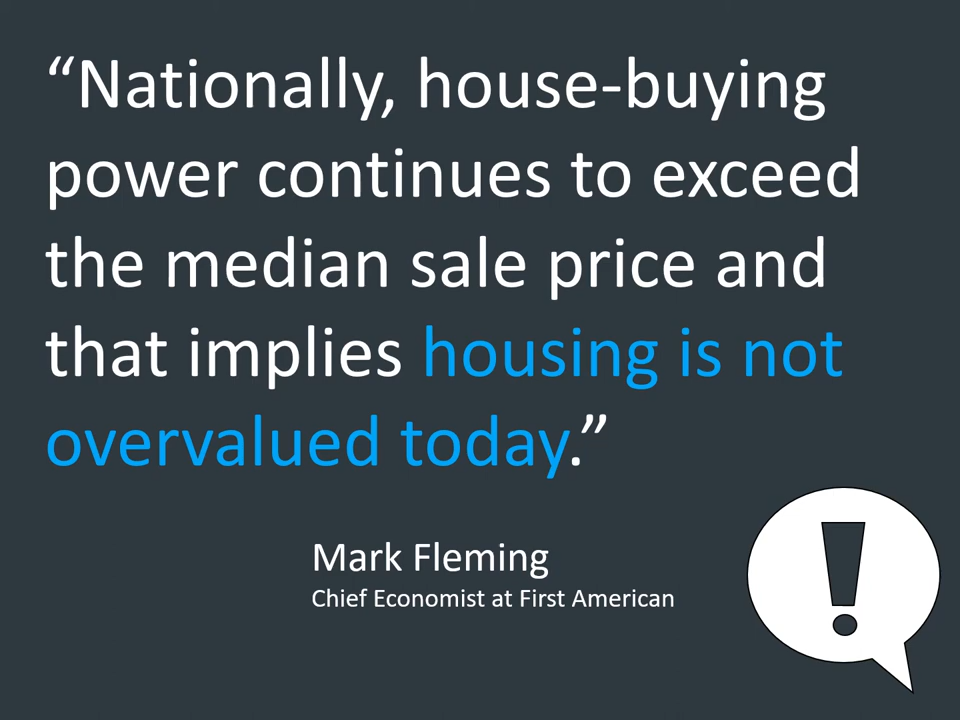 “Nationally, house-buying
power continues to exceed
the median sale price and
that implies housing is not
overvalued today.”
Mark Fleming
Chief Economist at First American
!